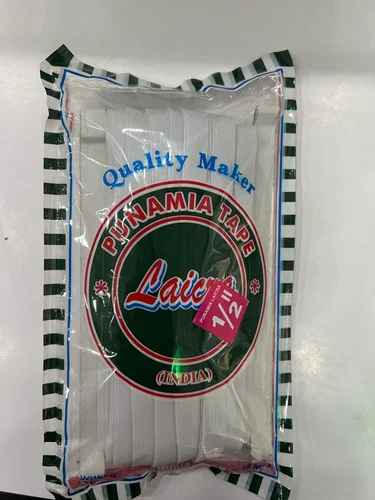 Quality Maker
PUNAMIA TAPE
1/2"
(INDIA)